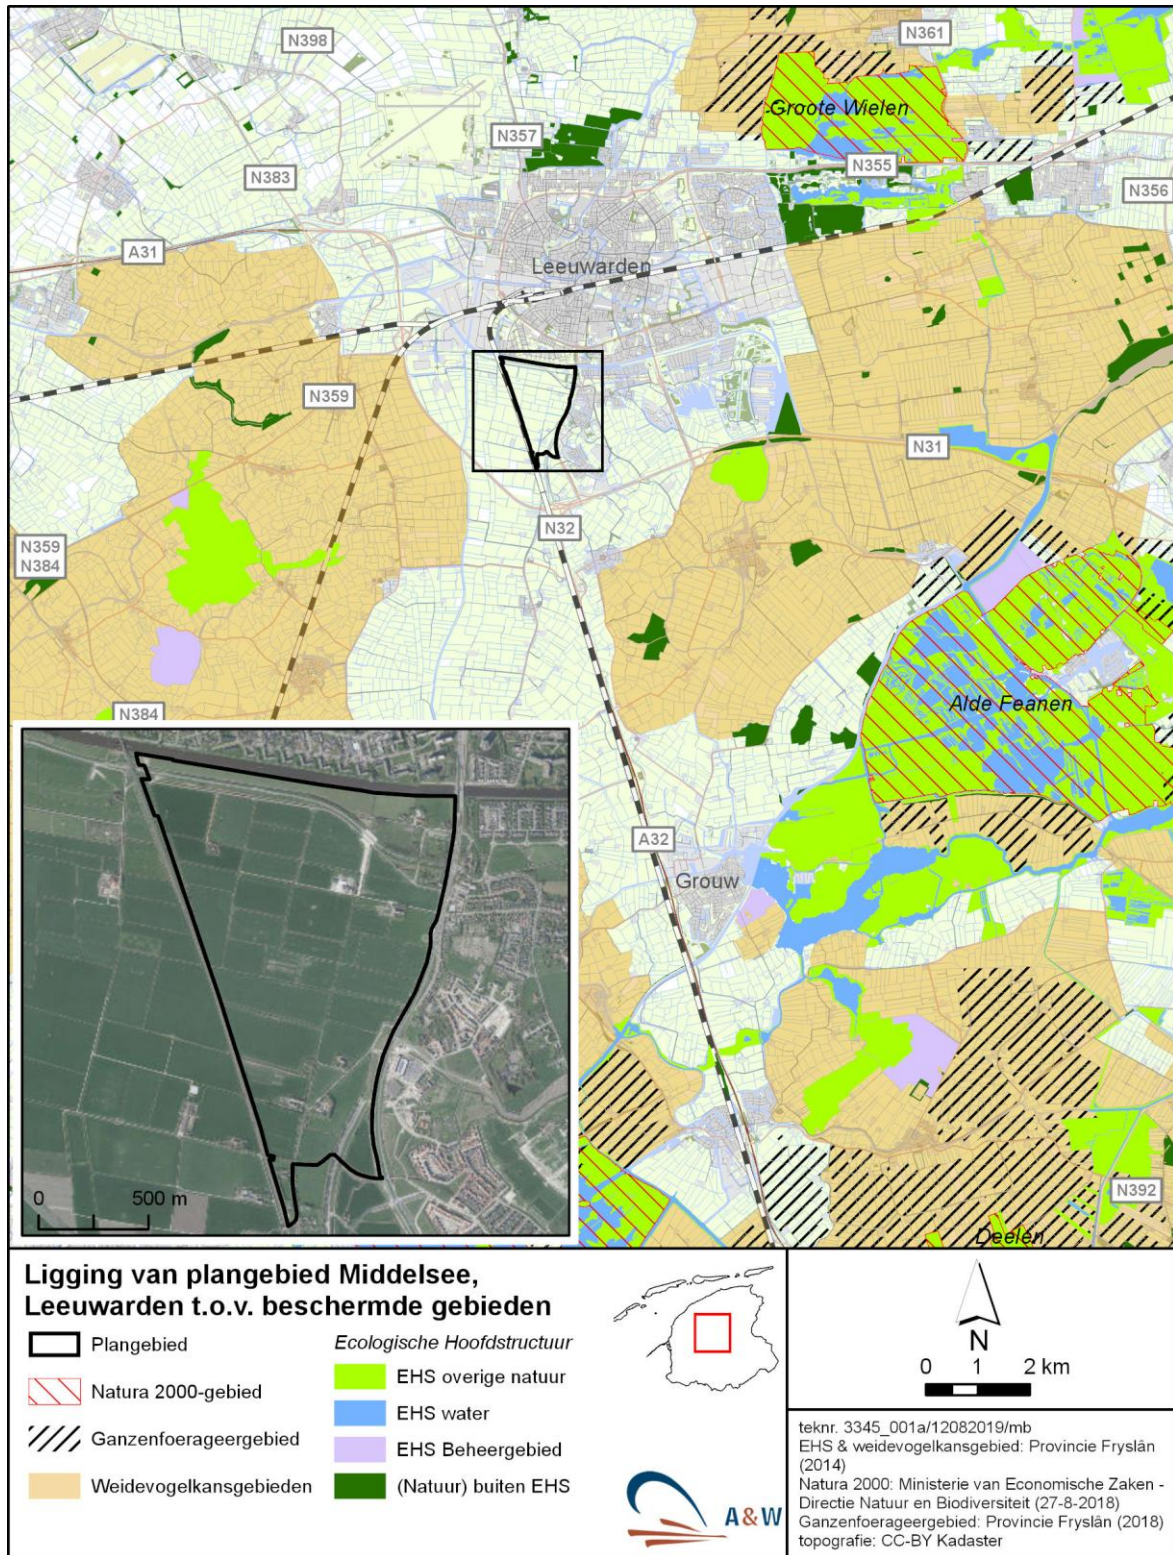 N398
N361
Groote Wielen
N357
N355
N383
N356
A31
Leeuwarden
N359
N31
N32
N359
N384
N384
Alde Feanen
A32
Grouw
N392
Deelen
0 500 m
Ligging van plangebied Middelsee,
Leeuwarden t.o.v. beschermde gebieden
Plangebied
Natura 2000-gebied
Ganzenfoerageergebied
Weidevogelkansgebieden
Ecologische Hoofdstructuur
EHS overige natuur
EHS water
EHS Beheergebied
(Natuur) buiten EHS
A&W
N
0 1 2 km
teknr. 3345_001a/12082019/mb
EHS & weidevogelkansgebied: Provincie Fryslân
(2014)
Natura 2000: Ministerie van Economische Zaken -
Directie Natuur en Biodiversiteit (27-8-2018)
Ganzenfoerageergebied: Provincie Fryslân (2018)
topografie: CC-BY Kadaster